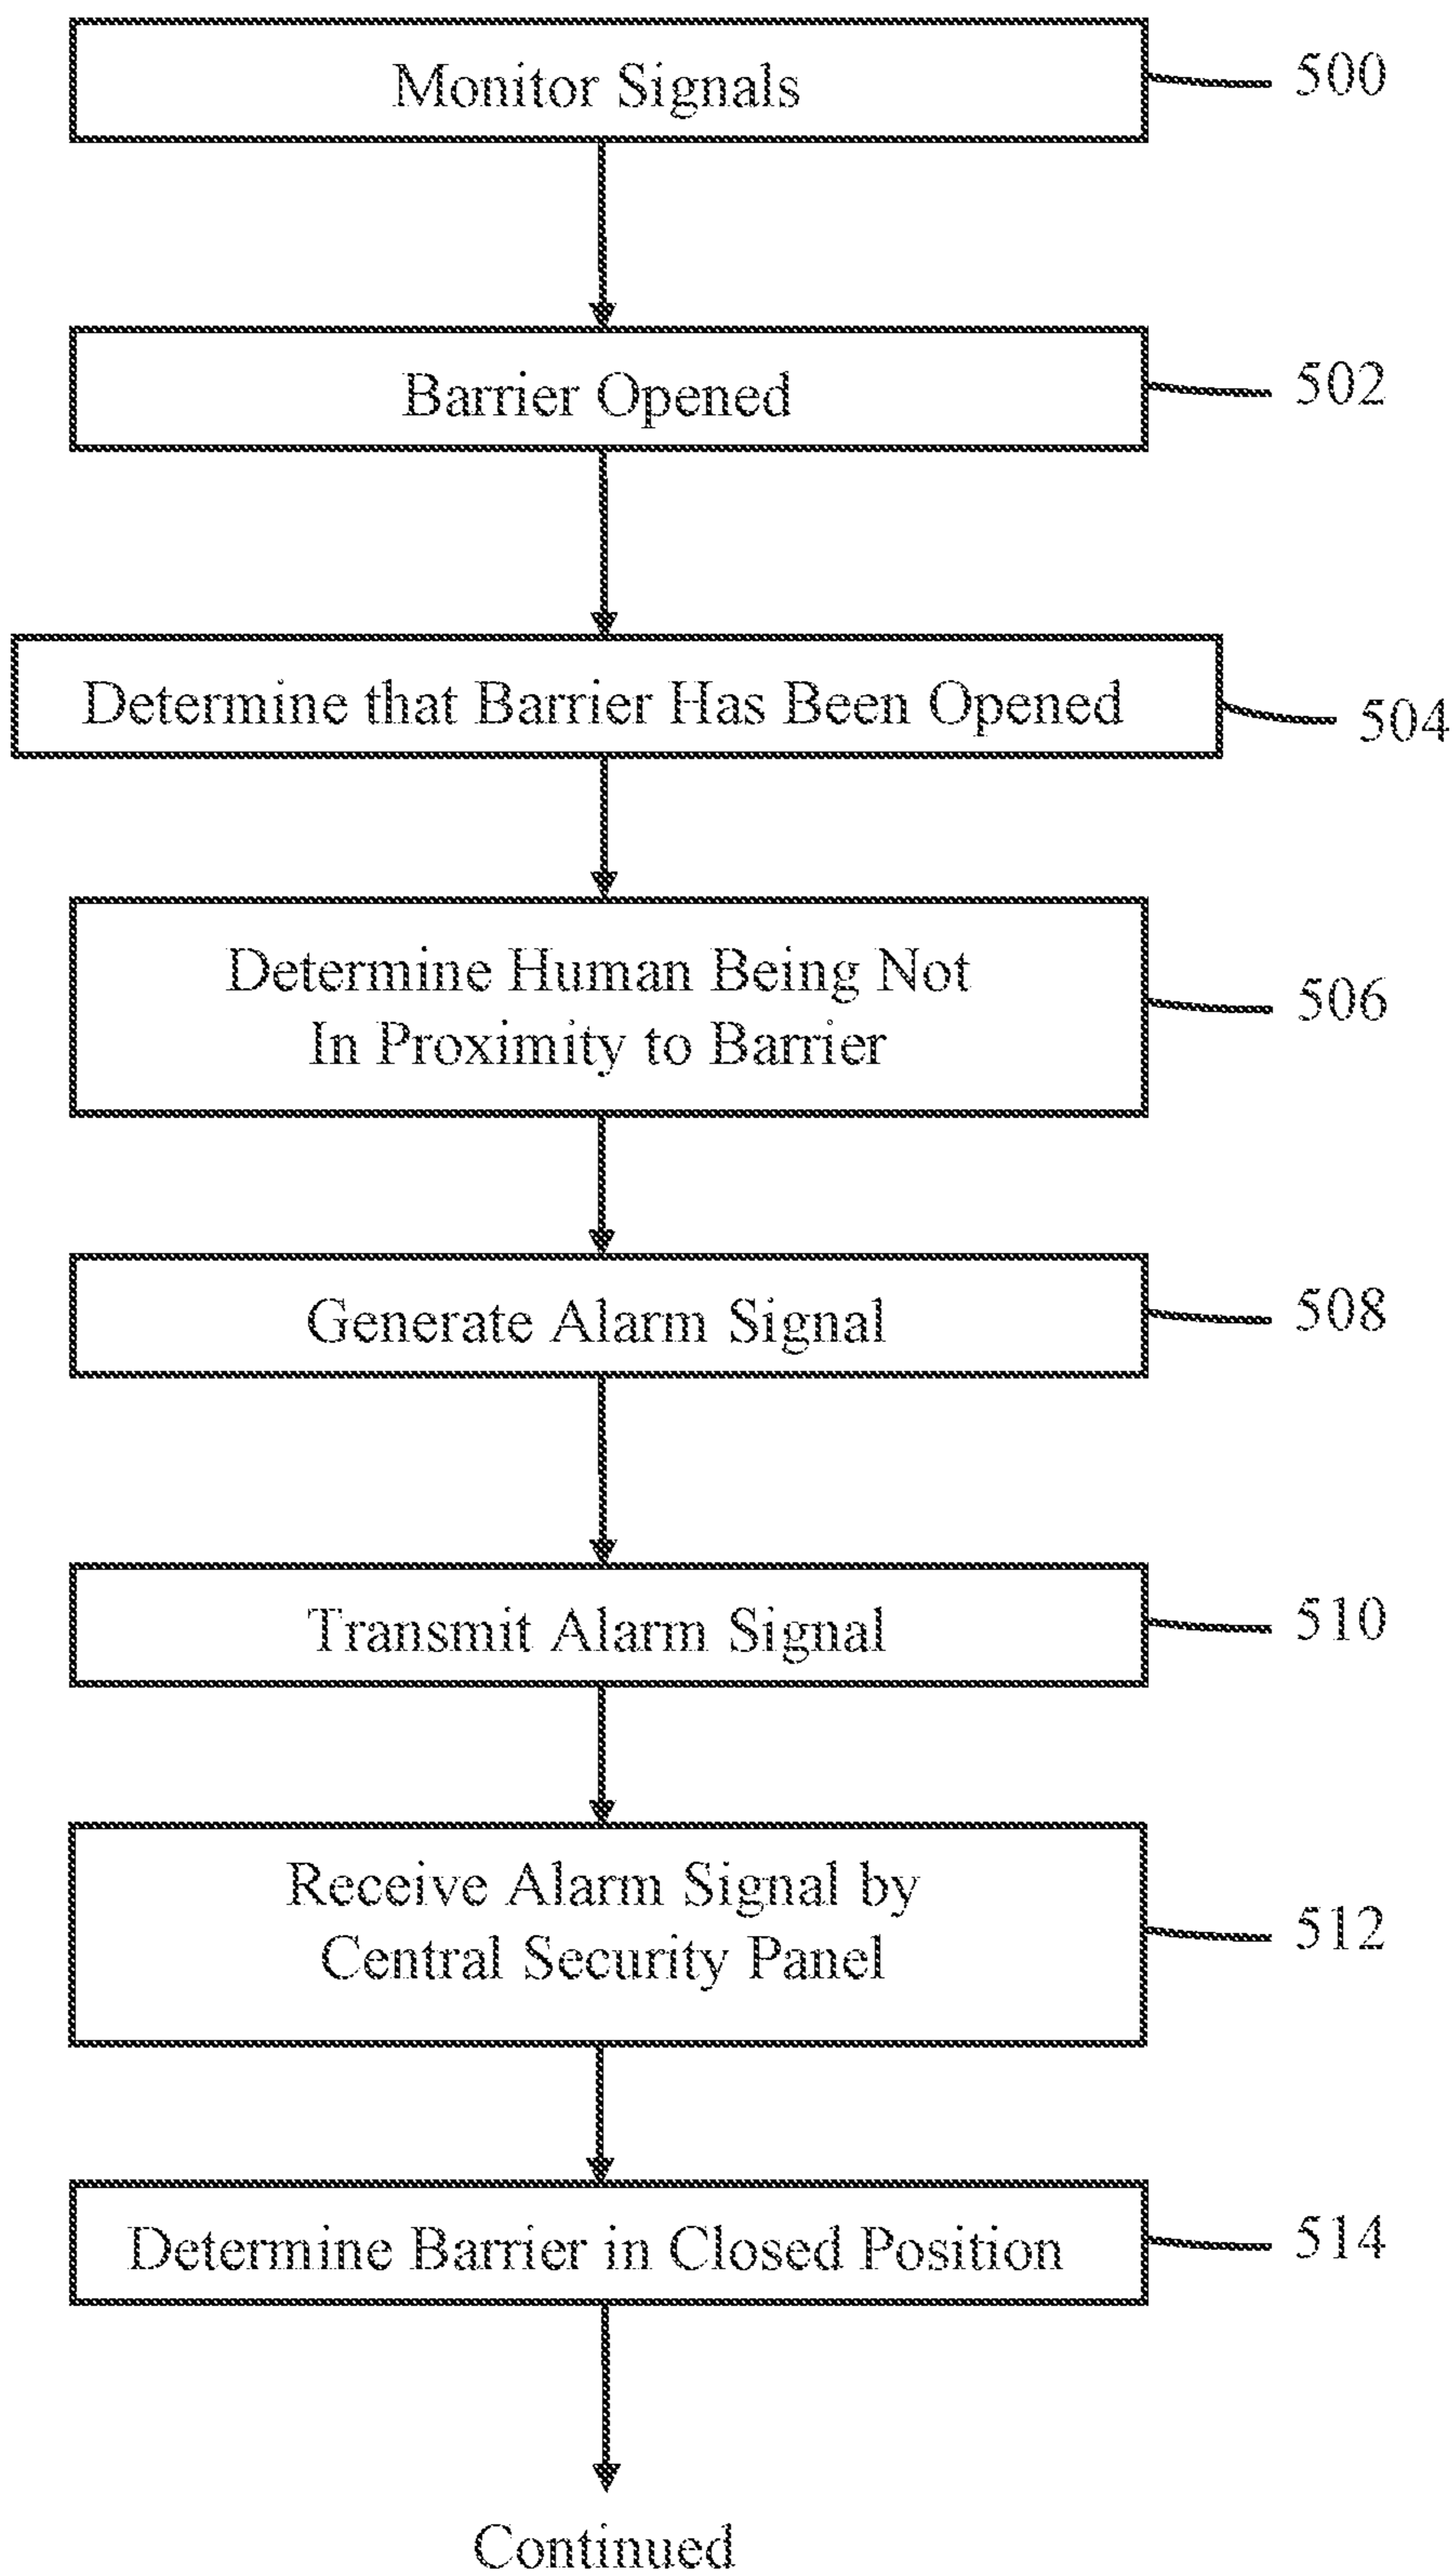 Monitor Signals
500
Barrier Opened
502
Determine that Barrier Has Been Opened
504
Determine Human Being Not
In Proximity to Barrier
506
Generate Alarm Signal
508
Transmit Alarm Signal
510
Receive Alarm Signal by
Central Security Panel
512
Determine Barrier in Closed Position
514
Continued